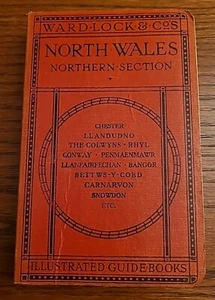 WARD·LOCK & Cos
NORTH WALES
NORTHERN·SECTION
CHESTER
LLANDUDNO
THE COLWYNS · RHYL
CONWAY · PENMAENMAWR
LLANFAIRFECHAN · BANGOR
BETTWS·Y·COED
CARNARVON
SNOWDON
ETC.
ILLUSTRATED GUIDE BOOKS